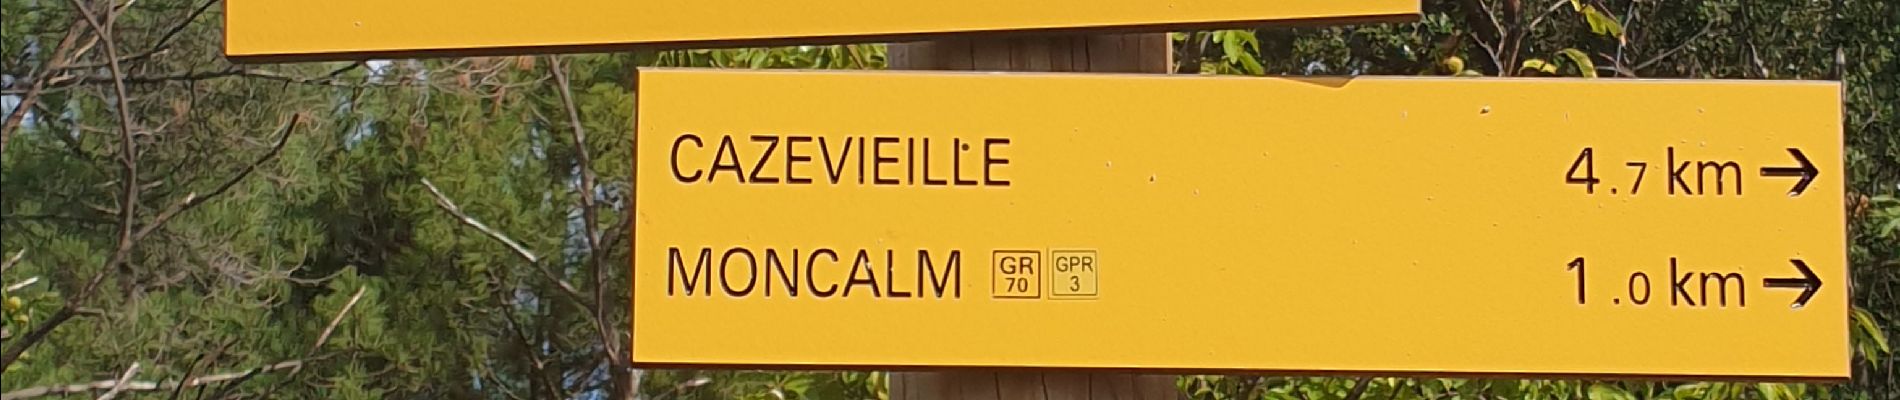 CAZEVIEILLE 4.7 km →
MONCALM GR 70 GPR 3 1.0 km →